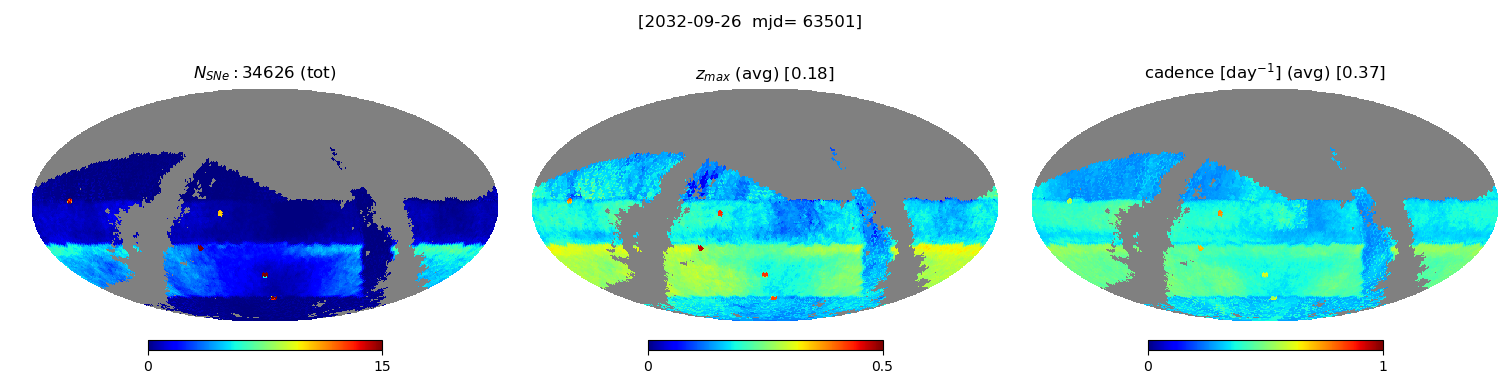 [2032-09-26  mjd= 63501]
N_{SNe} : 34626 (tot)
z_{max} (avg) [0.18]
cadence [day^{-1}] (avg) [0.37]
0 15
0 0.5
0 1